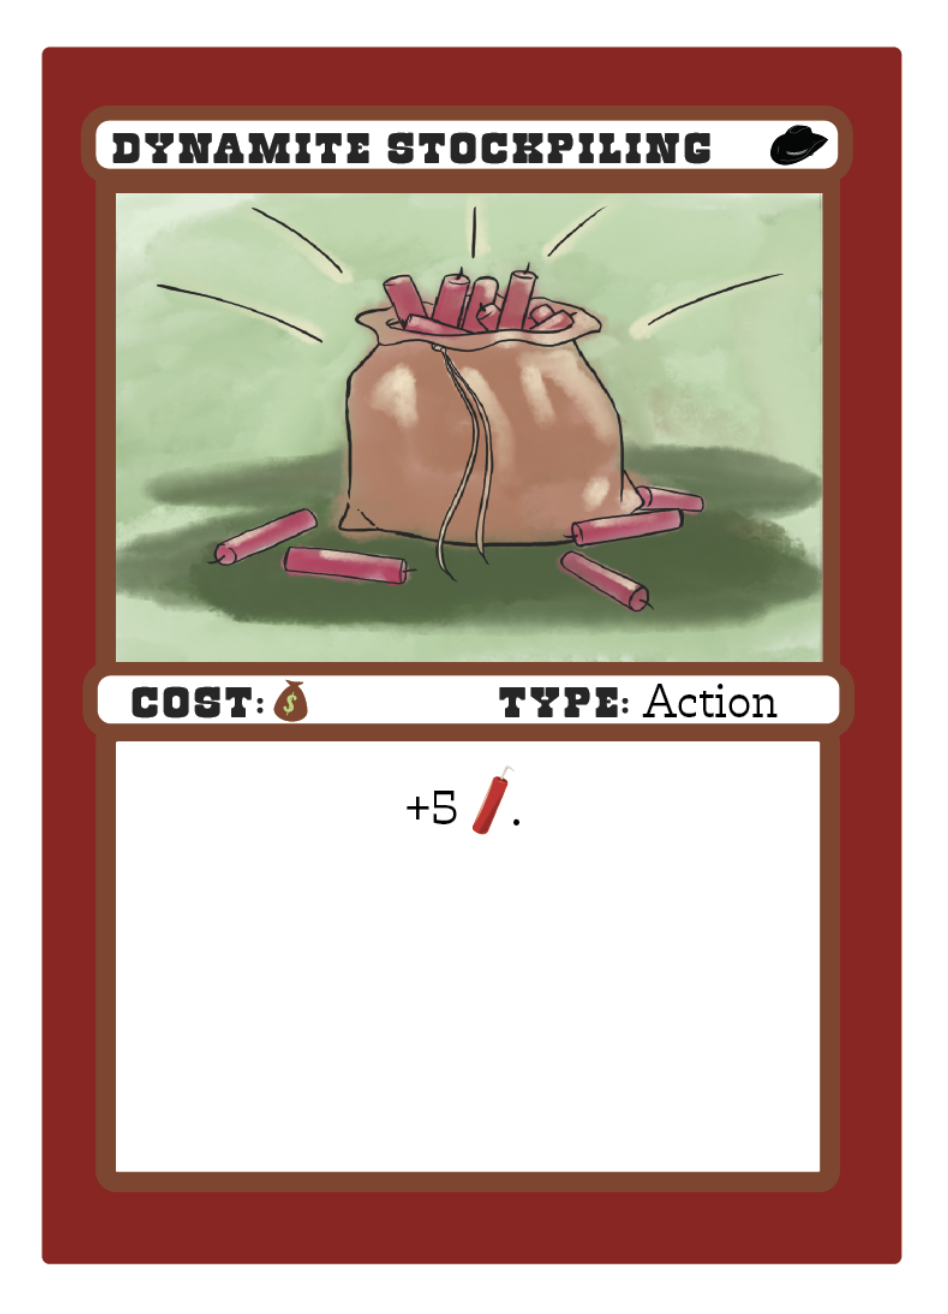 DYNAMITE STOCKPILING
COST: $
TYPE: Action
+5 .